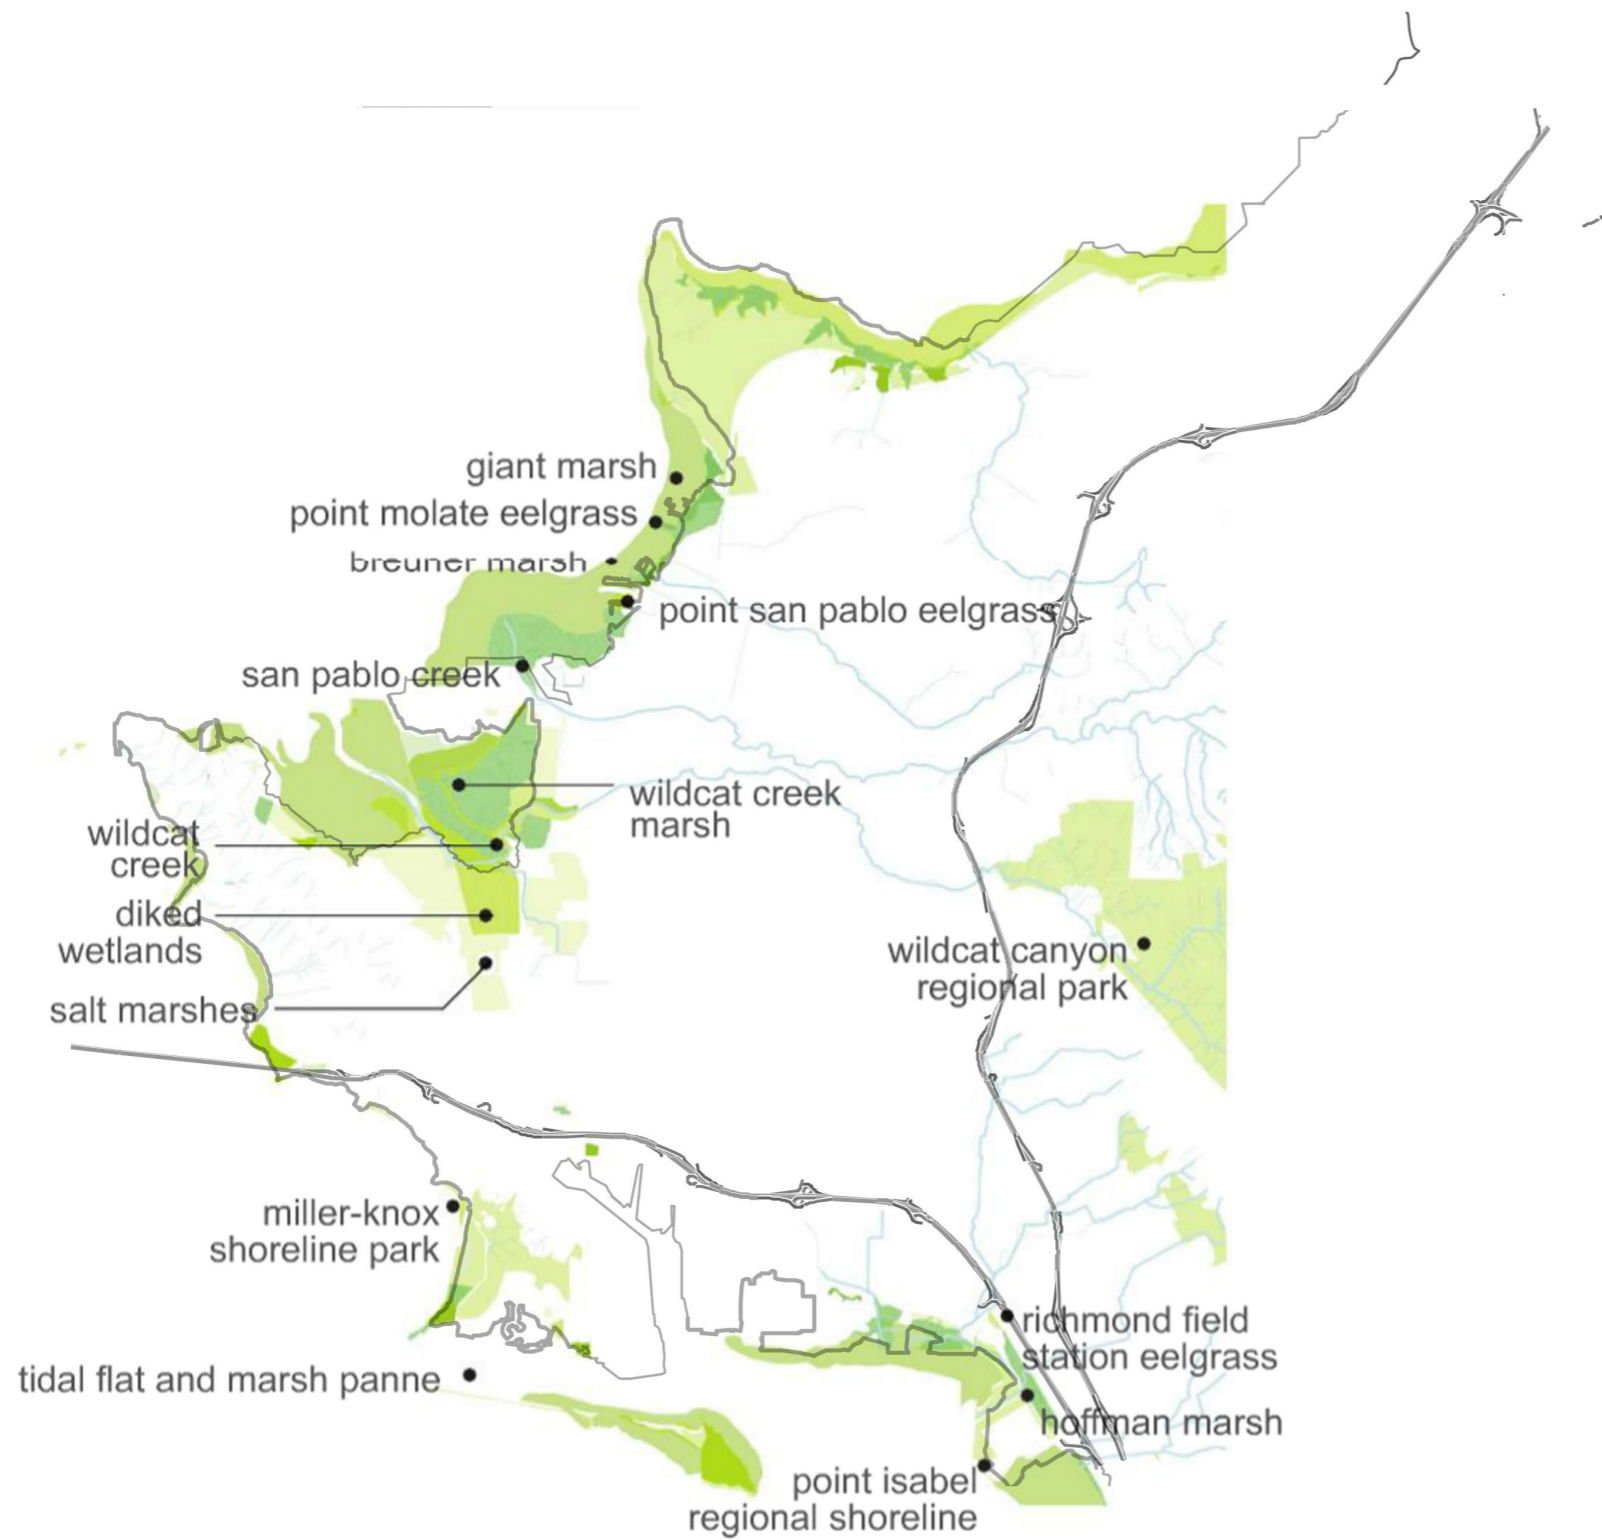 giant marsh
point molate eelgrass
breuner marsh
point san pablo eelgrass
san pablo creek
wildcat creek
marsh
wildcat
creek
diked
wetlands
salt marshes
wildcat canyon
regional park
miller-knox
shoreline park
richmond field
station eelgrass
tidal flat and marsh panne
hoffman marsh
point isabel
regional shoreline